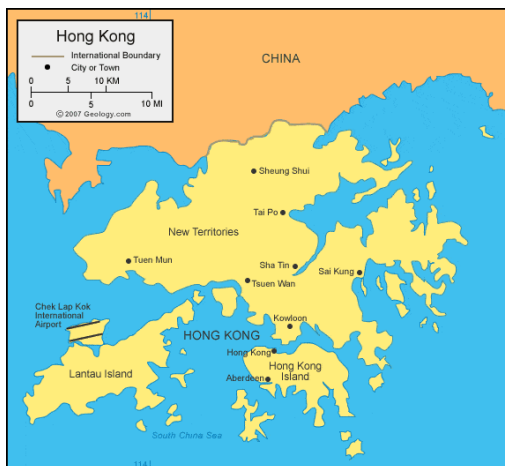 114
Hong Kong
International Boundary
City or Town
0 5 10 KM
0 5 10 MI
© 2007 Geology.com
CHINA
Sheung Shui
Tai Po
New Territories
Tuen Mun
Sha Tin
Sai Kung
Tsuen Wan
Chek Lap Kok
International
Airport
Kowloon
HONG KONG
Hong Kong
Hong Kong
Island
Lantau Island
Aberdeen
South China Sea
114